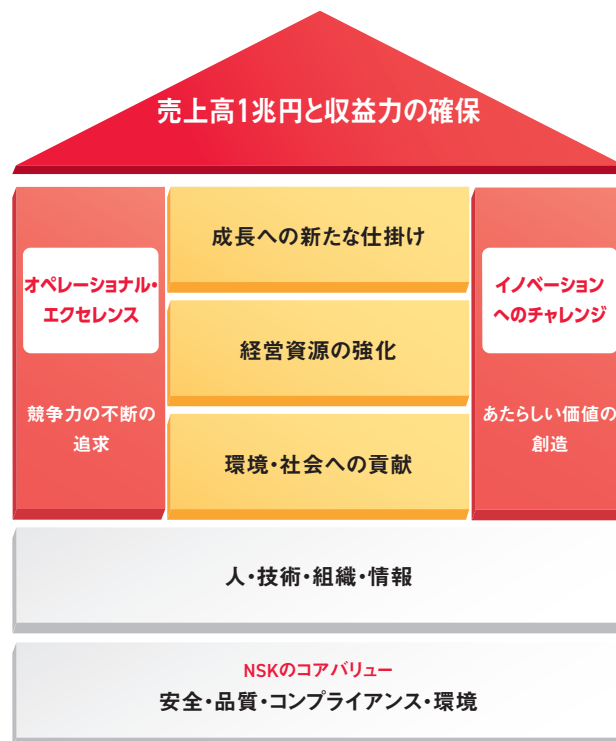 売上高1兆円と収益力の確保
オペレーショナル・
エクセレンス
競争力の不断の
追求
成長への新たな仕掛け
経営資源の強化
環境・社会への貢献
イノベーション
へのチャレンジ
あたらしい価値の
創造
人・技術・組織・情報
NSKのコアバリュー
安全・品質・コンプライアンス・環境